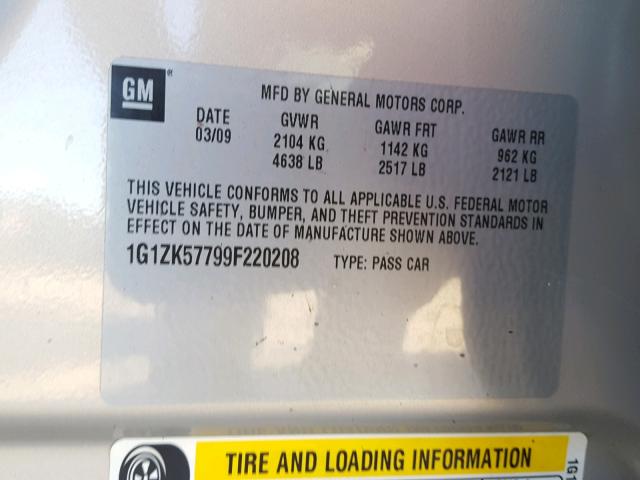 GM®
MFD BY GENERAL MOTORS CORP.
DATE GVWR GAWR FRT GAWR RR
03/09 2104 KG 1142 KG 962 KG
4638 LB 2517 LB 2121 LB
THIS VEHICLE CONFORMS TO ALL APPLICABLE U.S. FEDERAL MOTOR
VEHICLE SAFETY, BUMPER, AND THEFT PREVENTION STANDARDS IN
EFFECT ON THE DATE OF MANUFACTURE SHOWN ABOVE.
1G1ZK57799F220208 TYPE: PASS CAR
TIRE AND LOADING INFORMATION
1G1